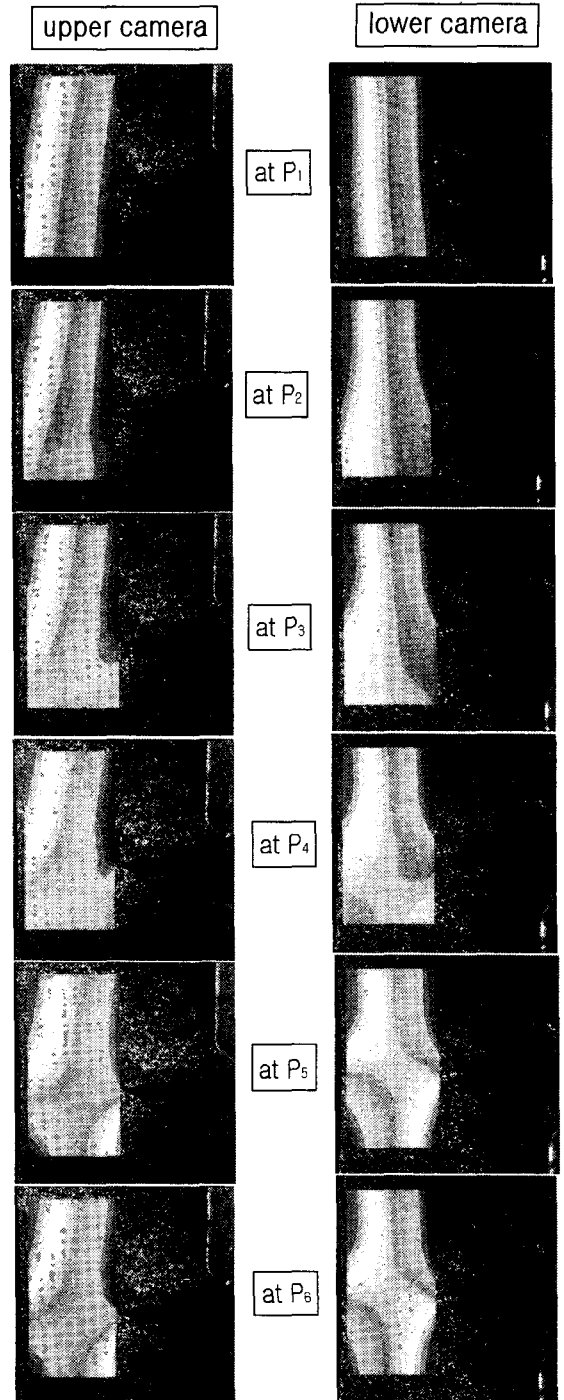 upper camera
lower camera
at P₁
at P₂
at P₃
at P₄
at P₅
at P₆